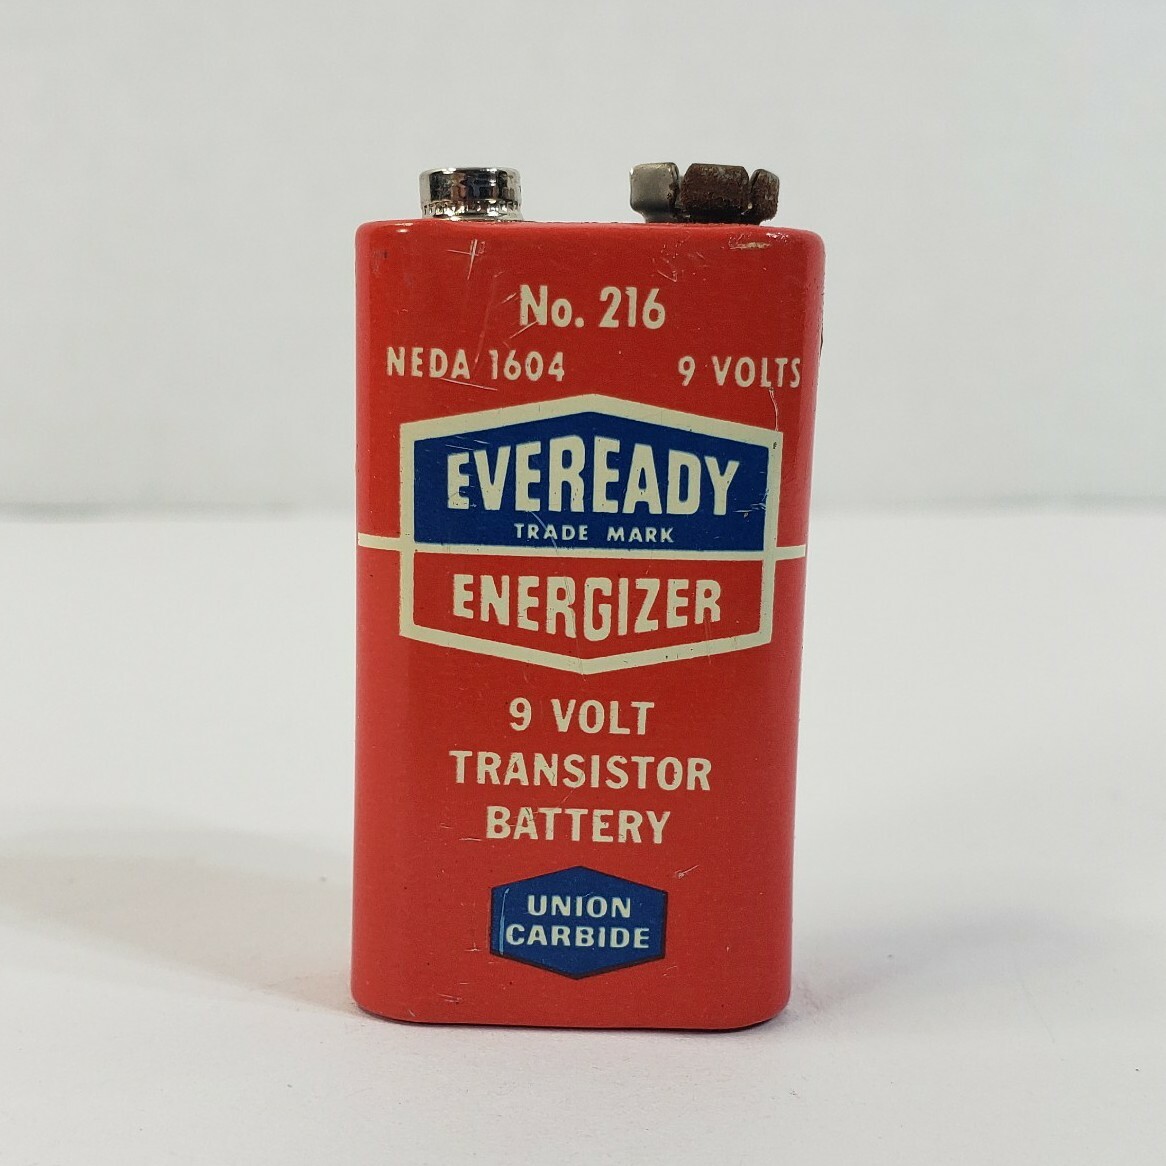 No. 216
NEDA 1604 9 VOLTS
EVEREADY
TRADE MARK
ENERGIZER
9 VOLT
TRANSISTOR
BATTERY
UNION
CARBIDE